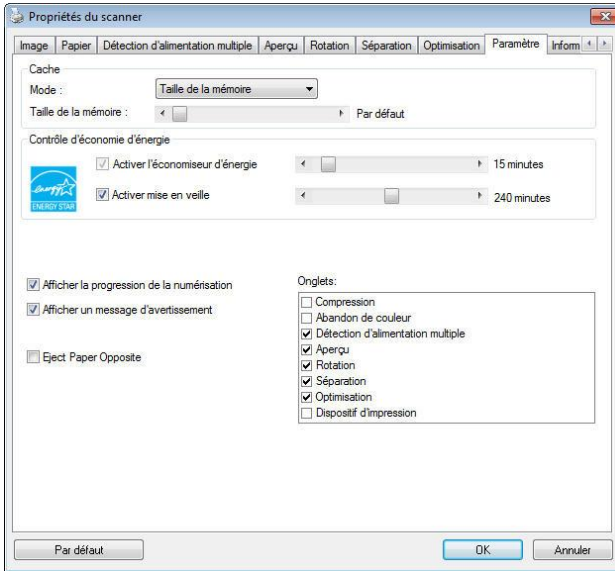 Propriétés du scanner
Image Papier Détection d'alimentation multiple Aperçu Rotation Séparation Optimisation Paramètre Inform
Cache
Mode : Taille de la mémoire
Taille de la mémoire : Par défaut
Contrôle d'économie d'énergie
Activer l'économiseur d'énergie 15 minutes
energy
ENERGY STAR
Activer mise en veille 240 minutes
Afficher la progression de la numérisation
Afficher un message d'avertissement
Eject Paper Opposite
Onglets:
Compression
Abandon de couleur
Détection d'alimentation multiple
Aperçu
Rotation
Séparation
Optimisation
Dispositif d'impression
Par défaut OK Annuler